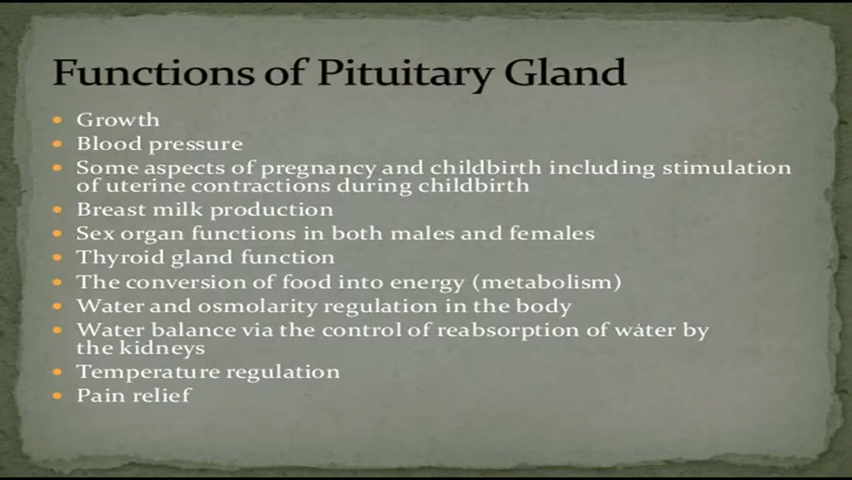 Functions of Pituitary Gland
• Growth
• Blood pressure
• Some aspects of pregnancy and childbirth including stimulation
of uterine contractions during childbirth
• Breast milk production
• Sex organ functions in both males and females
• Thyroid gland function
• The conversion of food into energy (metabolism)
• Water and osmolarity regulation in the body
• Water balance via the control of reabsorption of water by
the kidneys
• Temperature regulation
• Pain relief